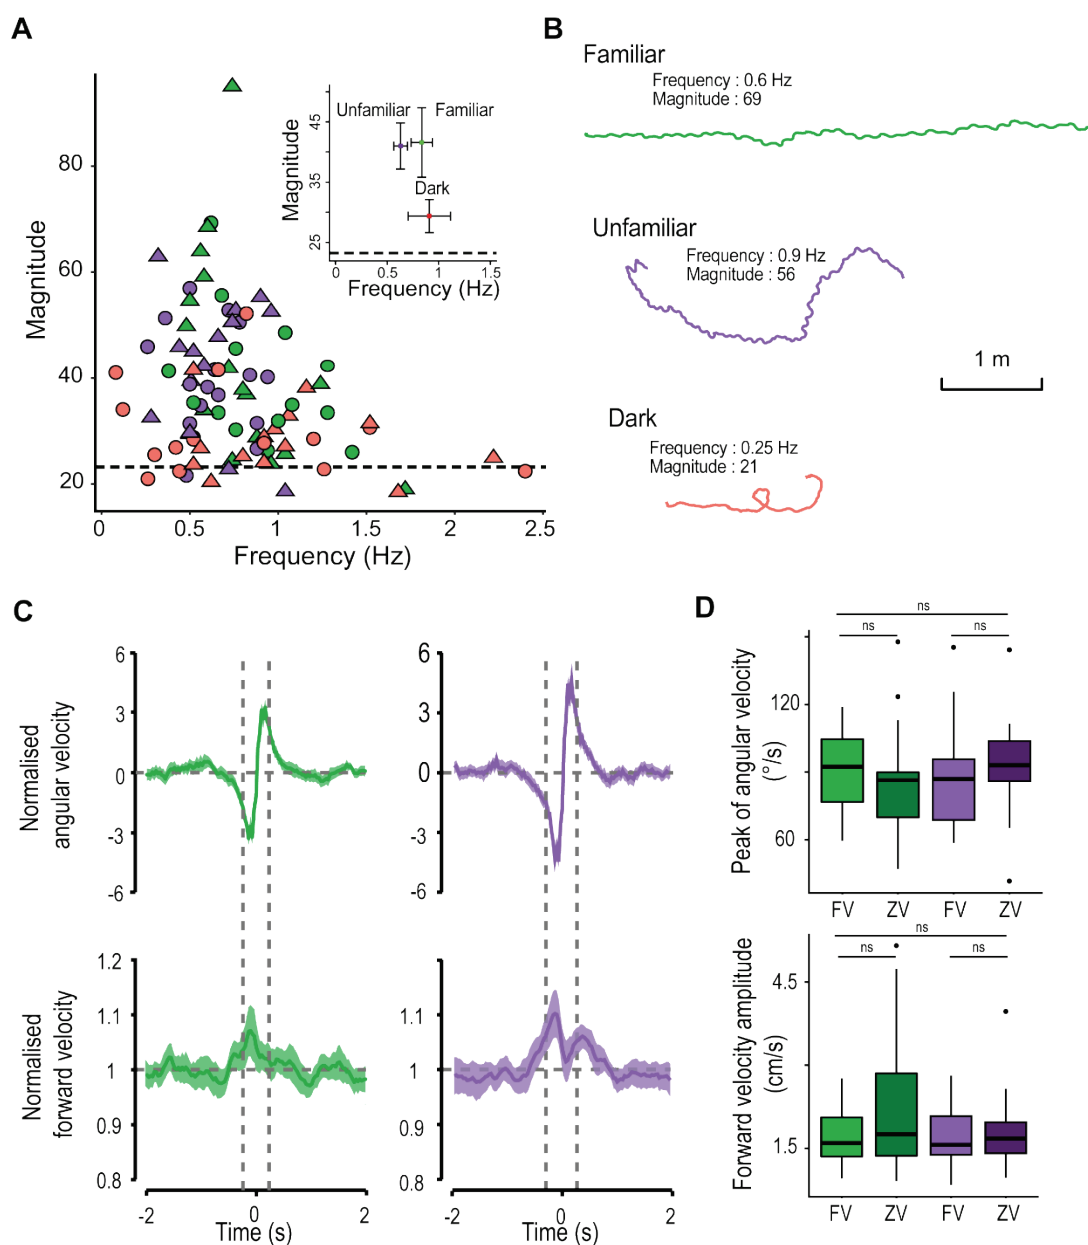 A
Magnitude
80
60
40
20
0
0.5
1
1.5
2
2.5
Frequency (Hz)
Unfamiliar
Familiar
Dark
Magnitude
45
35
25
0
0.5
1
1.5
Frequency (Hz)
B
Familiar
Frequency : 0.6 Hz
Magnitude : 69
Unfamiliar
Frequency : 0.9 Hz
Magnitude : 56
1 m
Dark
Frequency : 0.25 Hz
Magnitude : 21
C
Normalised
angular velocity
6
3
0
-3
-6
6
3
0
-3
-6
Normalised
forward velocity
1.2
1.1
1
0.9
0.8
-2
0
2
Time (s)
1.2
1.1
1
0.9
0.8
-2
0
2
Time (s)
D
Peak of angular velocity
(°/s)
120
60
ns
ns
ns
FV
ZV
FV
ZV
Forward velocity amplitude
(cm/s)
4.5
1.5
ns
ns
ns
FV
ZV
FV
ZV